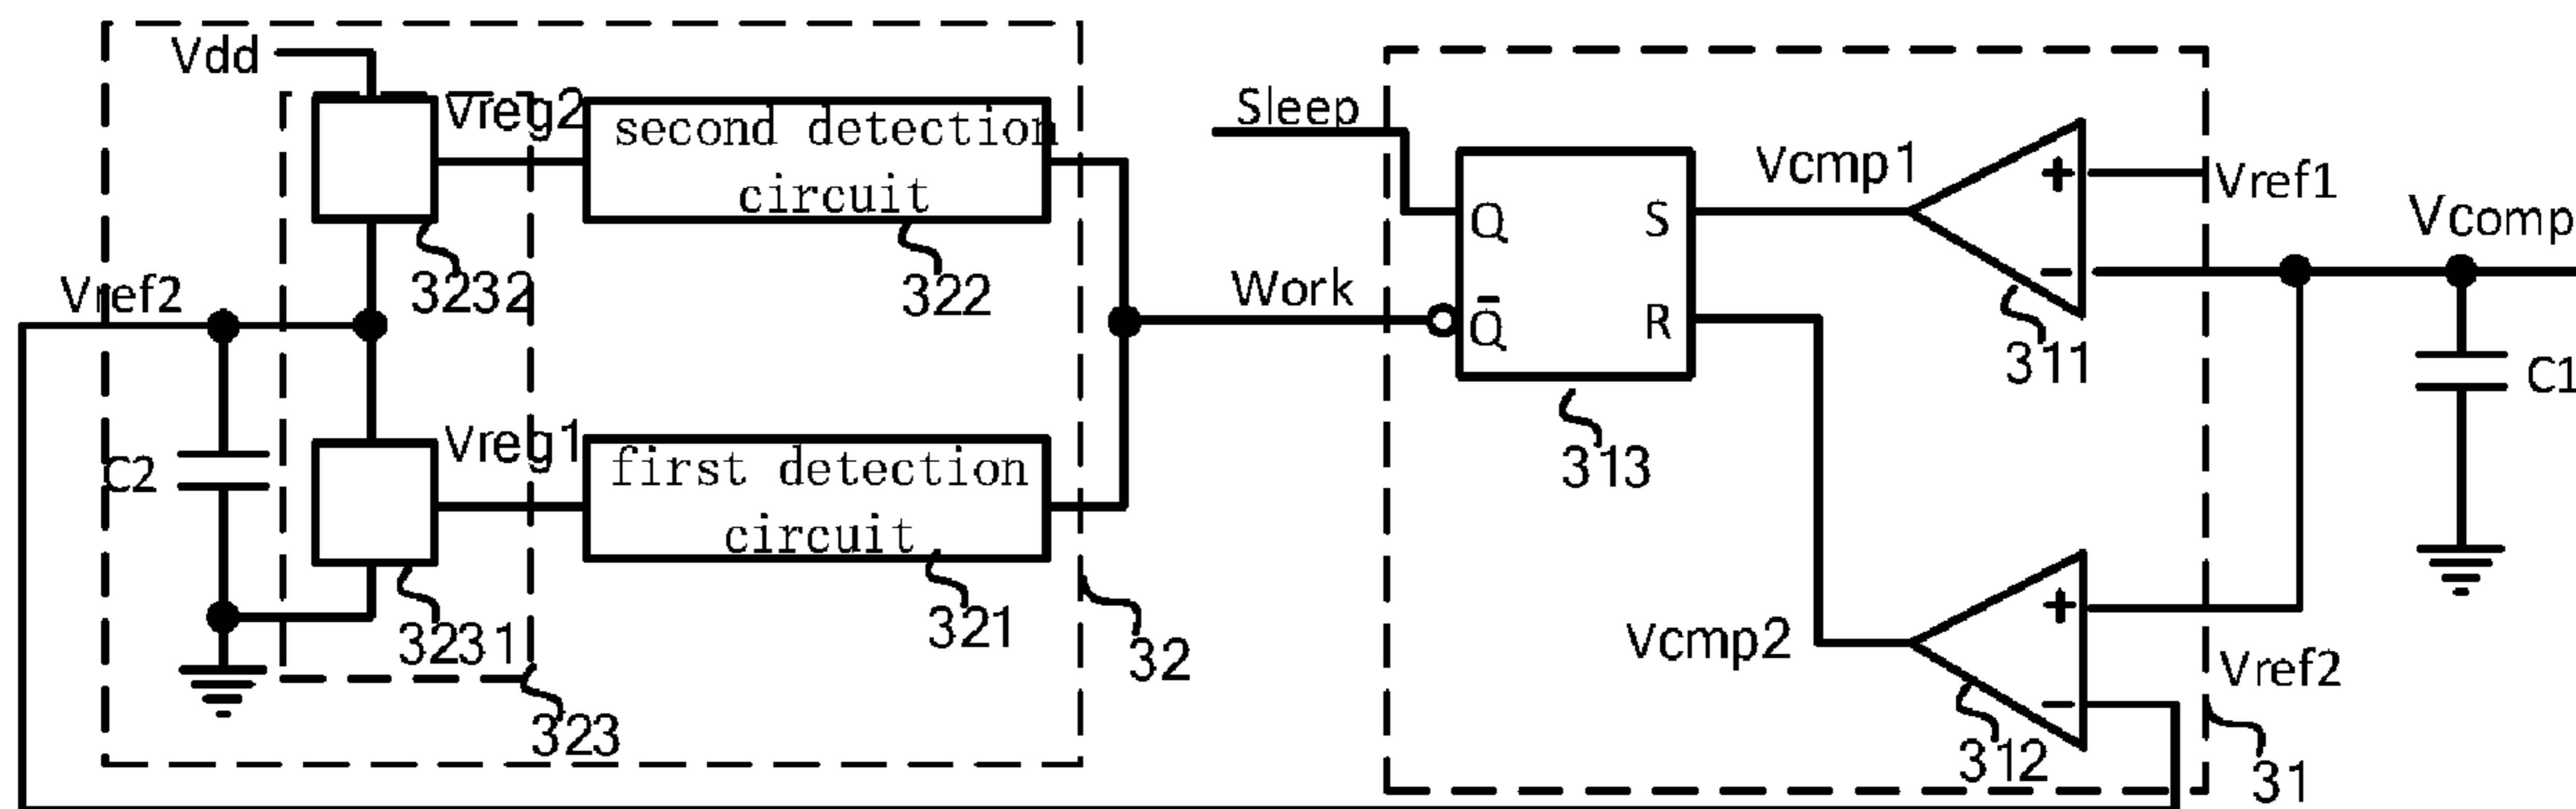 Vdd
Vreg2
second detection
circuit
3232
322
Vref2
Vreg1
first detection
circuit
C2
3231
321
32
323
Sleep
Work
Q
Q̄
S
R
313
Vcmp1
Vcmp2
+
−
311
Vref1
Vcomp
C1
+
−
312
Vref2
31